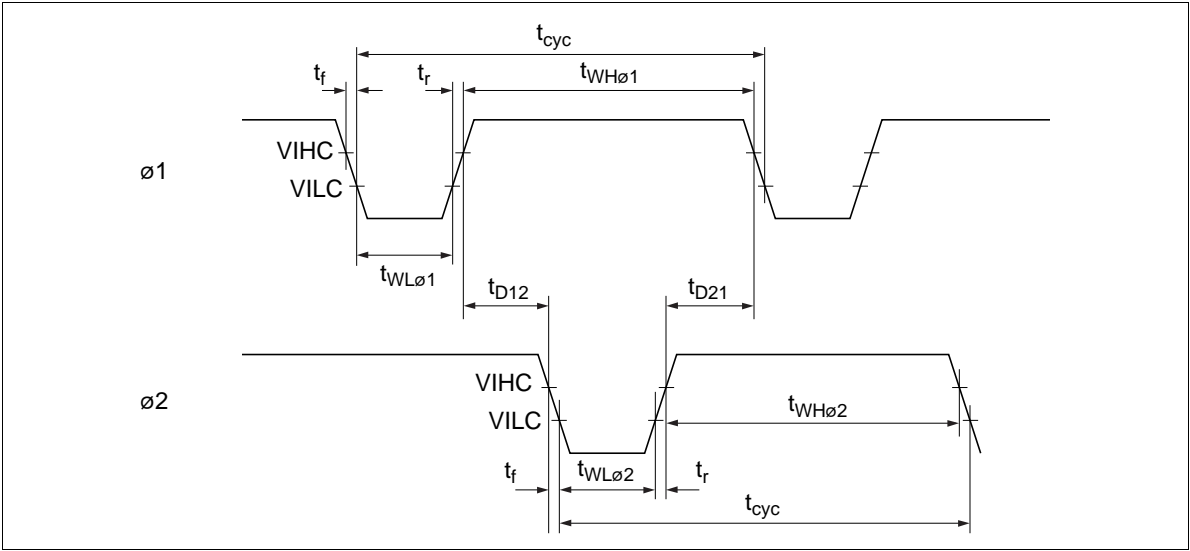 tcyc
tf
tr
tWHø1
VIHC
ø1
VILC
tWLø1
tD12
tD21
VIHC
ø2
tWHø2
VILC
tf
tWLø2
tr
tcyc